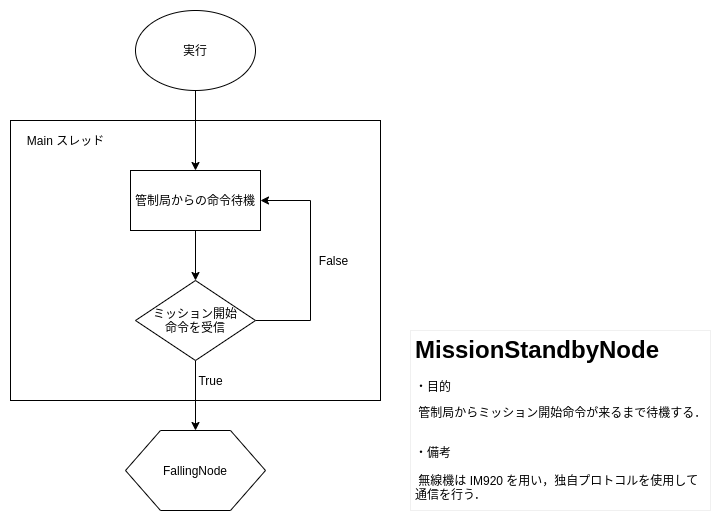 実行
Main スレッド
管制局からの命令待機
False
ミッション開始
命令を受信
True
FallingNode
MissionStandbyNode
・目的
管制局からミッション開始命令が来るまで待機する．
・備考
無線機は IM920 を用い，独自プロトコルを使用して
通信を行う．